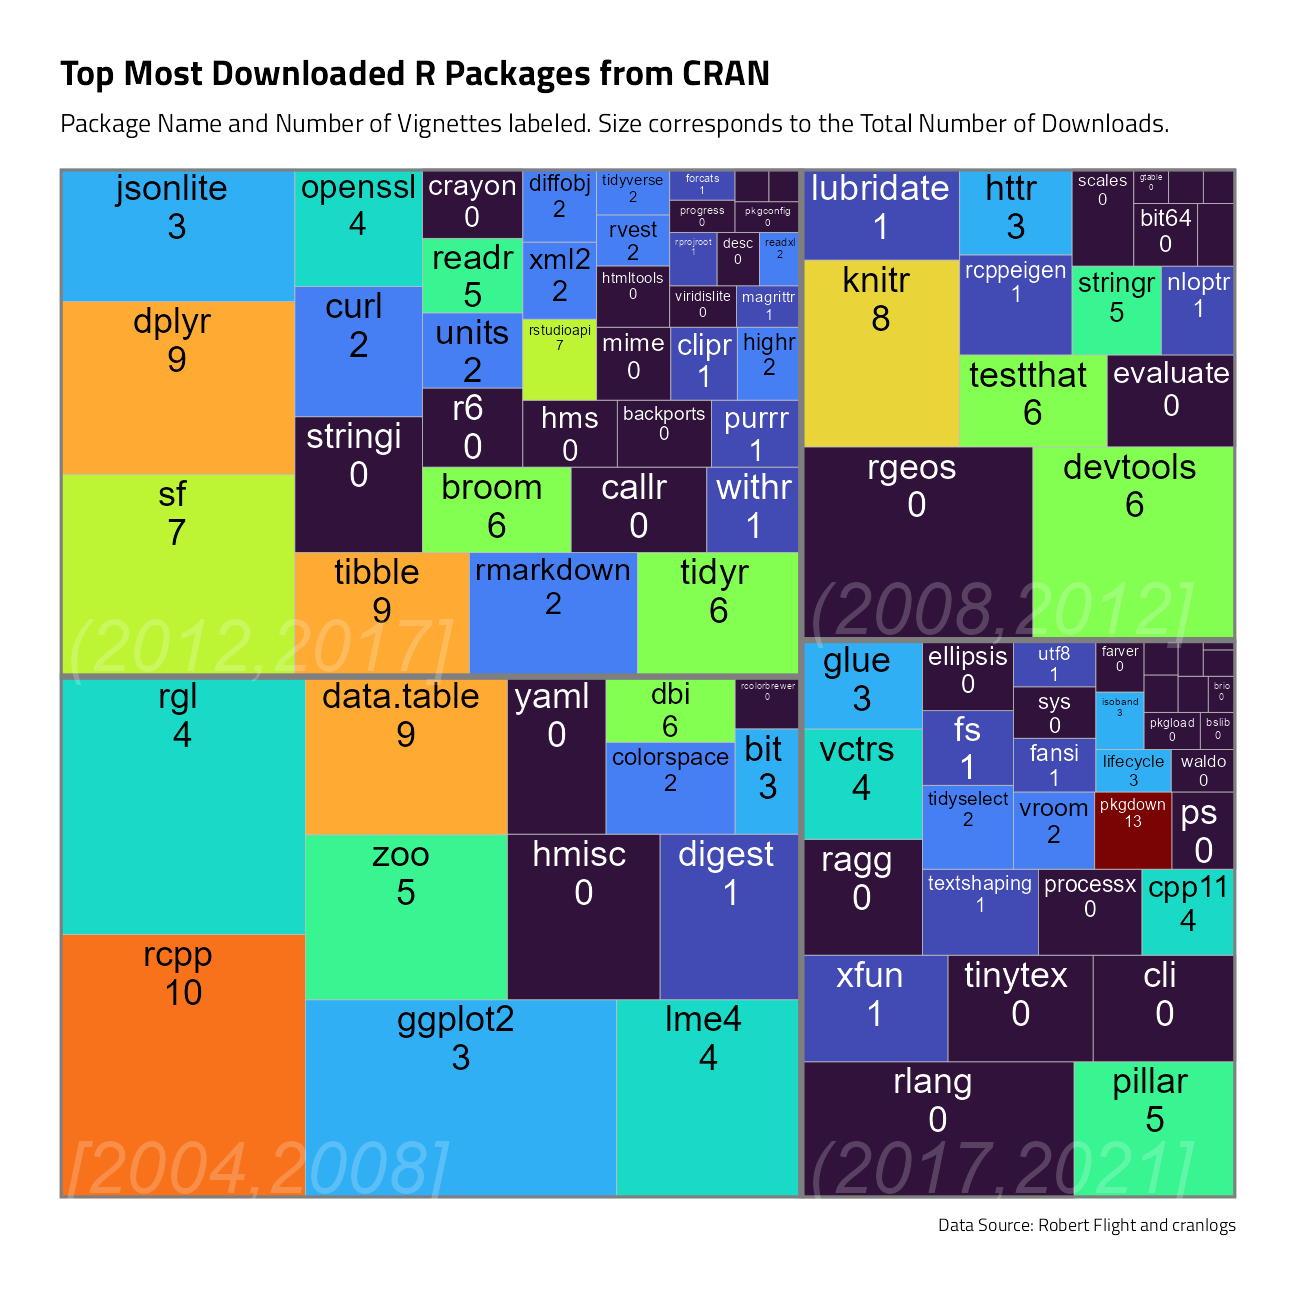 Top Most Downloaded R Packages from CRAN
Package Name and Number of Vignettes labeled. Size corresponds to the Total Number of Downloads.
jsonlite
3
dplyr
9
sf
7
openssl
4
curl
2
stringi
0
crayon
0
readr
5
units
2
r6
0
broom
6
diffobj
2
xml2
2
rstudioapi
7
tidyverse
2
rvest
2
htmltools
0
mime
0
forcats
1
progress
0
pkgconfig
0
rprojroot
1
desc
0
readxl
2
viridislite
0
magrittr
1
clipr
1
highr
2
hms
0
backports
0
purrr
1
callr
0
withr
1
tibble
9
rmarkdown
2
tidyr
6
(2012,2017]
lubridate
1
knitr
8
httr
3
rcppeigen
1
scales
0
gtable
0
bit64
0
stringr
5
nloptr
1
testthat
6
evaluate
0
rgeos
0
devtools
6
(2008,2012]
rgl
4
rcpp
10
data.table
9
zoo
5
yaml
0
dbi
6
colorspace
2
rcolorbrewer
0
bit
3
hmisc
0
digest
1
ggplot2
3
lme4
4
[2004,2008]
glue
3
vctrs
4
ragg
0
ellipsis
0
fs
1
tidyselect
2
utf8
1
sys
0
fansi
1
vroom
2
farver
0
isoband
3
lifecycle
3
brio
0
pkgload
0
bslib
0
waldo
0
pkgdown
13
ps
0
textshaping
1
processx
0
cpp11
4
xfun
1
tinytex
0
cli
0
rlang
0
pillar
5
(2017,2021]
Data Source: Robert Flight and cranlogs